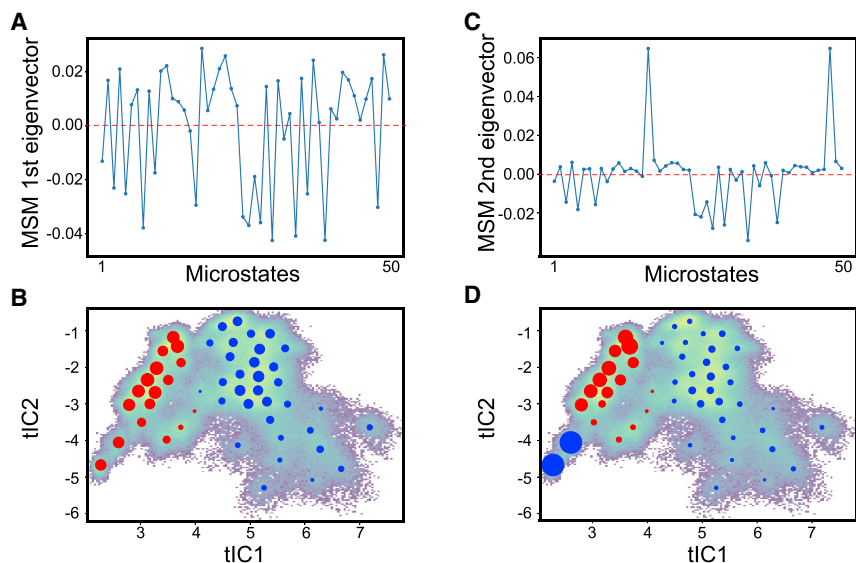 A
MSM 1st eigenvector
0.02
0.00
-0.02
-0.04
1
Microstates
50
C
MSM 2nd eigenvector
0.06
0.04
0.02
0.00
-0.02
1
Microstates
50
B
tIC2
-1
-2
-3
-4
-5
-6
3
4
5
6
7
tIC1
D
tIC2
-1
-2
-3
-4
-5
-6
3
4
5
6
7
tIC1